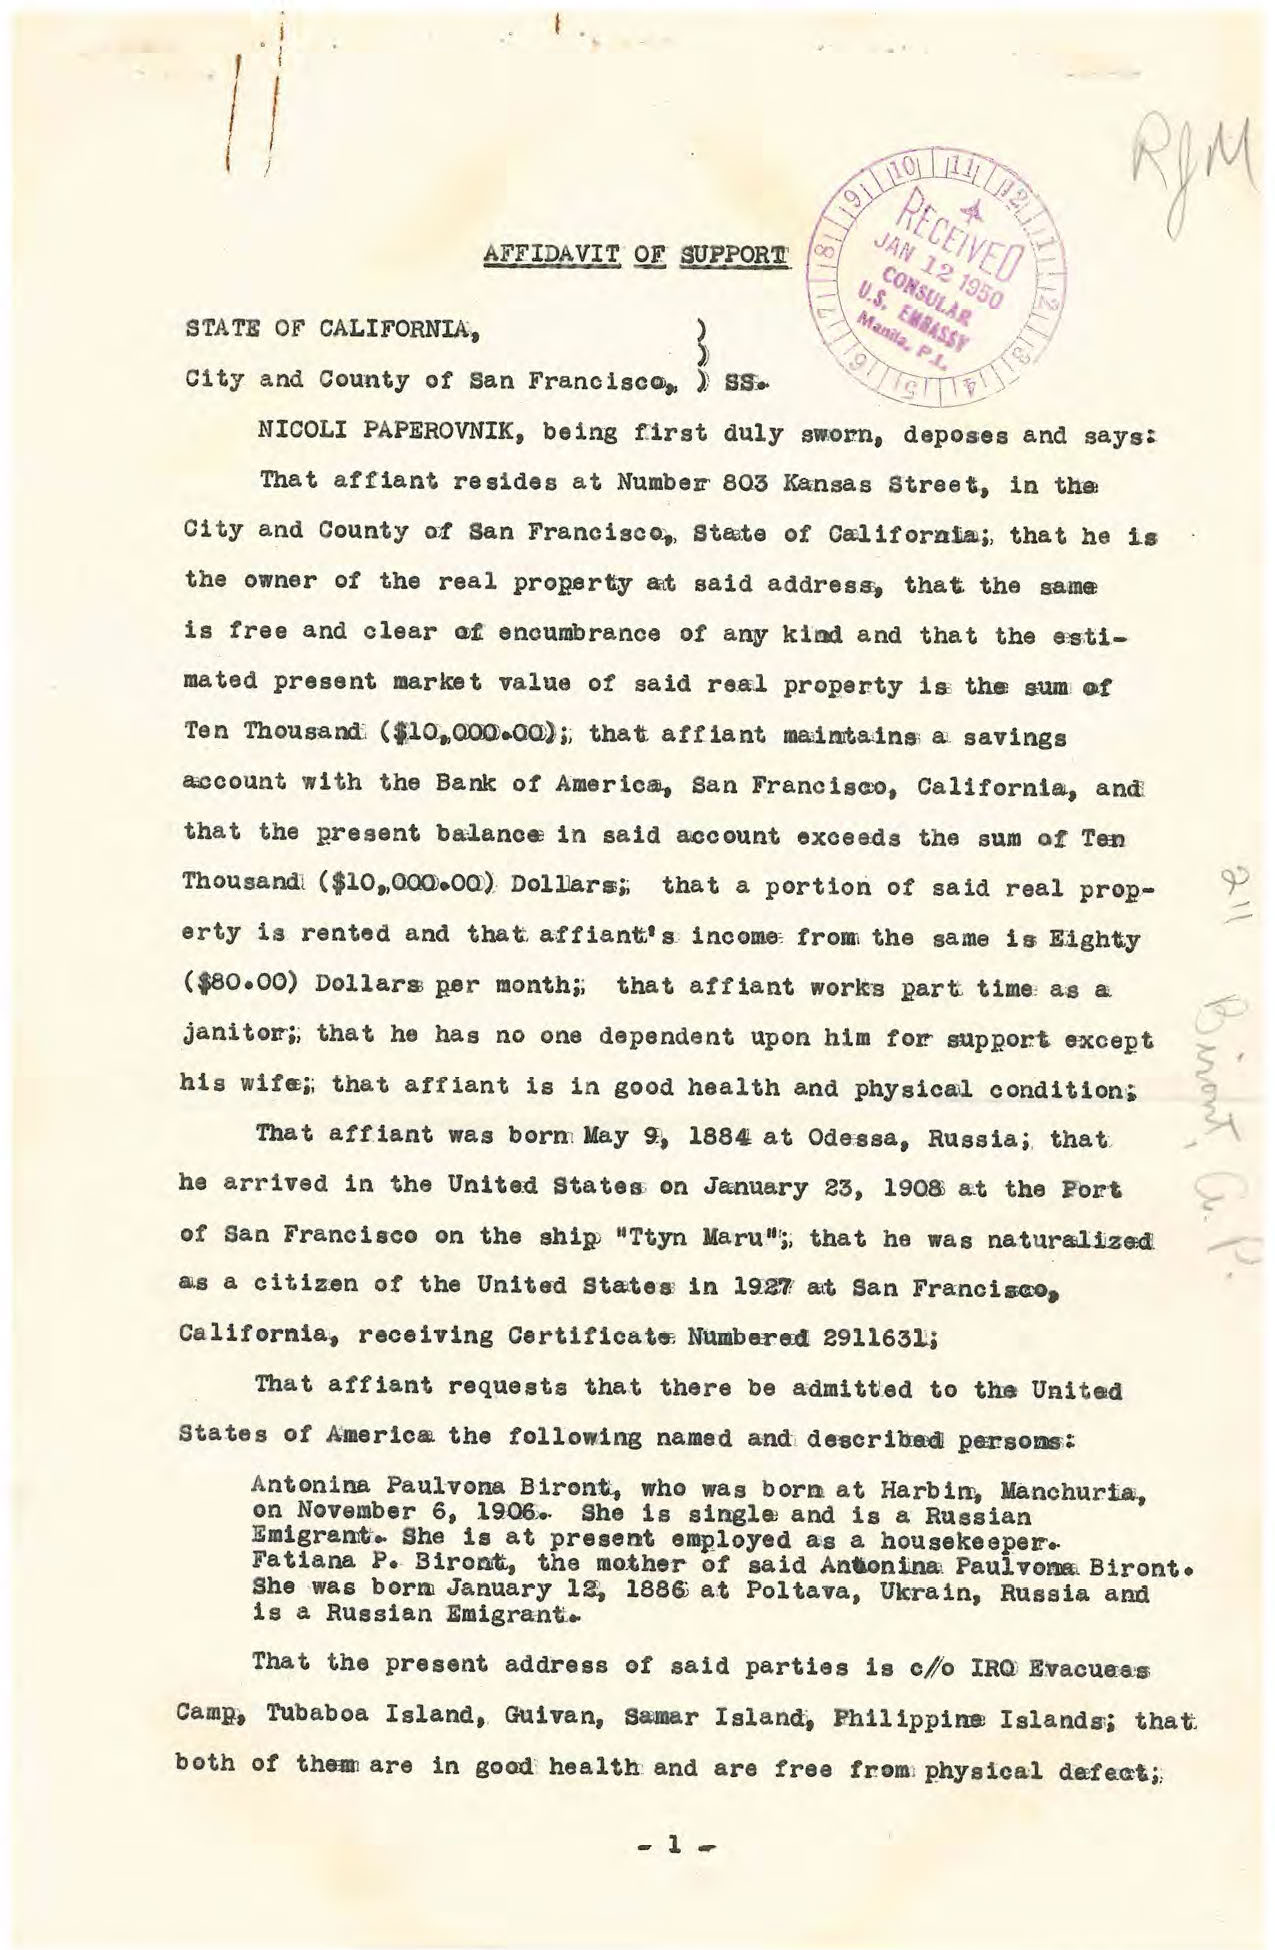 RJM
10 11 12 1 2 3 4 5 6 7 8 9
RECEIVED
JAN 12 1950
CONSULAR
U.S. EMBASSY
Manila, P.I.
AFFIDAVIT OF SUPPORT
STATE OF CALIFORNIA, )
)
City and County of San Francisco, ) SS.
NICOLI PAPEROVNIK, being first duly sworn, deposes and says:
That affiant resides at Number 803 Kansas Street, in the
City and County of San Francisco, State of California; that he is
the owner of the real property at said address, that the same
is free and clear of encumbrance of any kind and that the esti-
mated present market value of said real property is the sum of
Ten Thousand ($10,000.00); that affiant maintains a savings
account with the Bank of America, San Francisco, California, and
that the present balance in said account exceeds the sum of Ten
Thousand ($10,000.00) Dollars; that a portion of said real prop-
erty is rented and that affiant's income from the same is Eighty
($80.00) Dollars per month; that affiant works part time as a
janitor; that he has no one dependent upon him for support except
his wife; that affiant is in good health and physical condition;
That affiant was born May 9, 1884 at Odessa, Russia; that
he arrived in the United States on January 23, 1908 at the Port
of San Francisco on the ship "Ttyn Maru"; that he was naturalized
as a citizen of the United States in 1927 at San Francisco,
California, receiving Certificate Numbered 2911631;
That affiant requests that there be admitted to the United
States of America the following named and described persons:
Antonina Paulvona Biront, who was born at Harbin, Manchuria,
on November 6, 1906. She is single and is a Russian
Emigrant. She is at present employed as a housekeeper.
Fatiana P. Biront, the mother of said Antonina Paulvona Biront.
She was born January 12, 1886 at Poltava, Ukrain, Russia and
is a Russian Emigrant.
That the present address of said parties is c/o IRO Evacuees
Camp, Tubaboa Island, Guivan, Samar Island, Philippine Islands; that
both of them are in good health and are free from physical defect;
- 1 -
211 Biront, A. P.